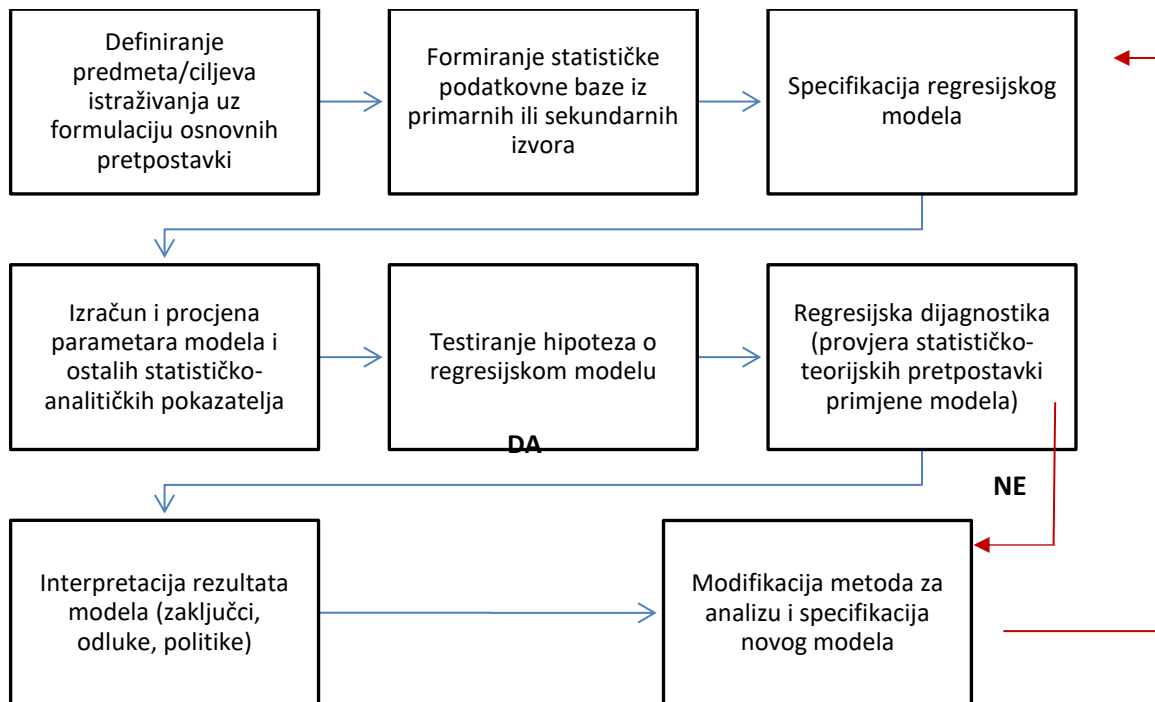 Definiranje
predmeta/ciljeva
istraživanja uz
formulaciju osnovnih
pretpostavki
Formiranje statističke
podatkovne baze iz
primarnih ili sekundarnih
izvora
Specifikacija regresijskog
modela
Izračun i procjena
parametara modela i
ostalih statističko-
analitičkih pokazatelja
Testiranje hipoteza o
regresijskom modelu
Regresijska dijagnostika
(provjera statističko-
teorijskih pretpostavki
primjene modela)
DA
NE
Interpretacija rezultata
modela (zaključci,
odluke, politike)
Modifikacija metoda za
analizu i specifikacija
novog modela